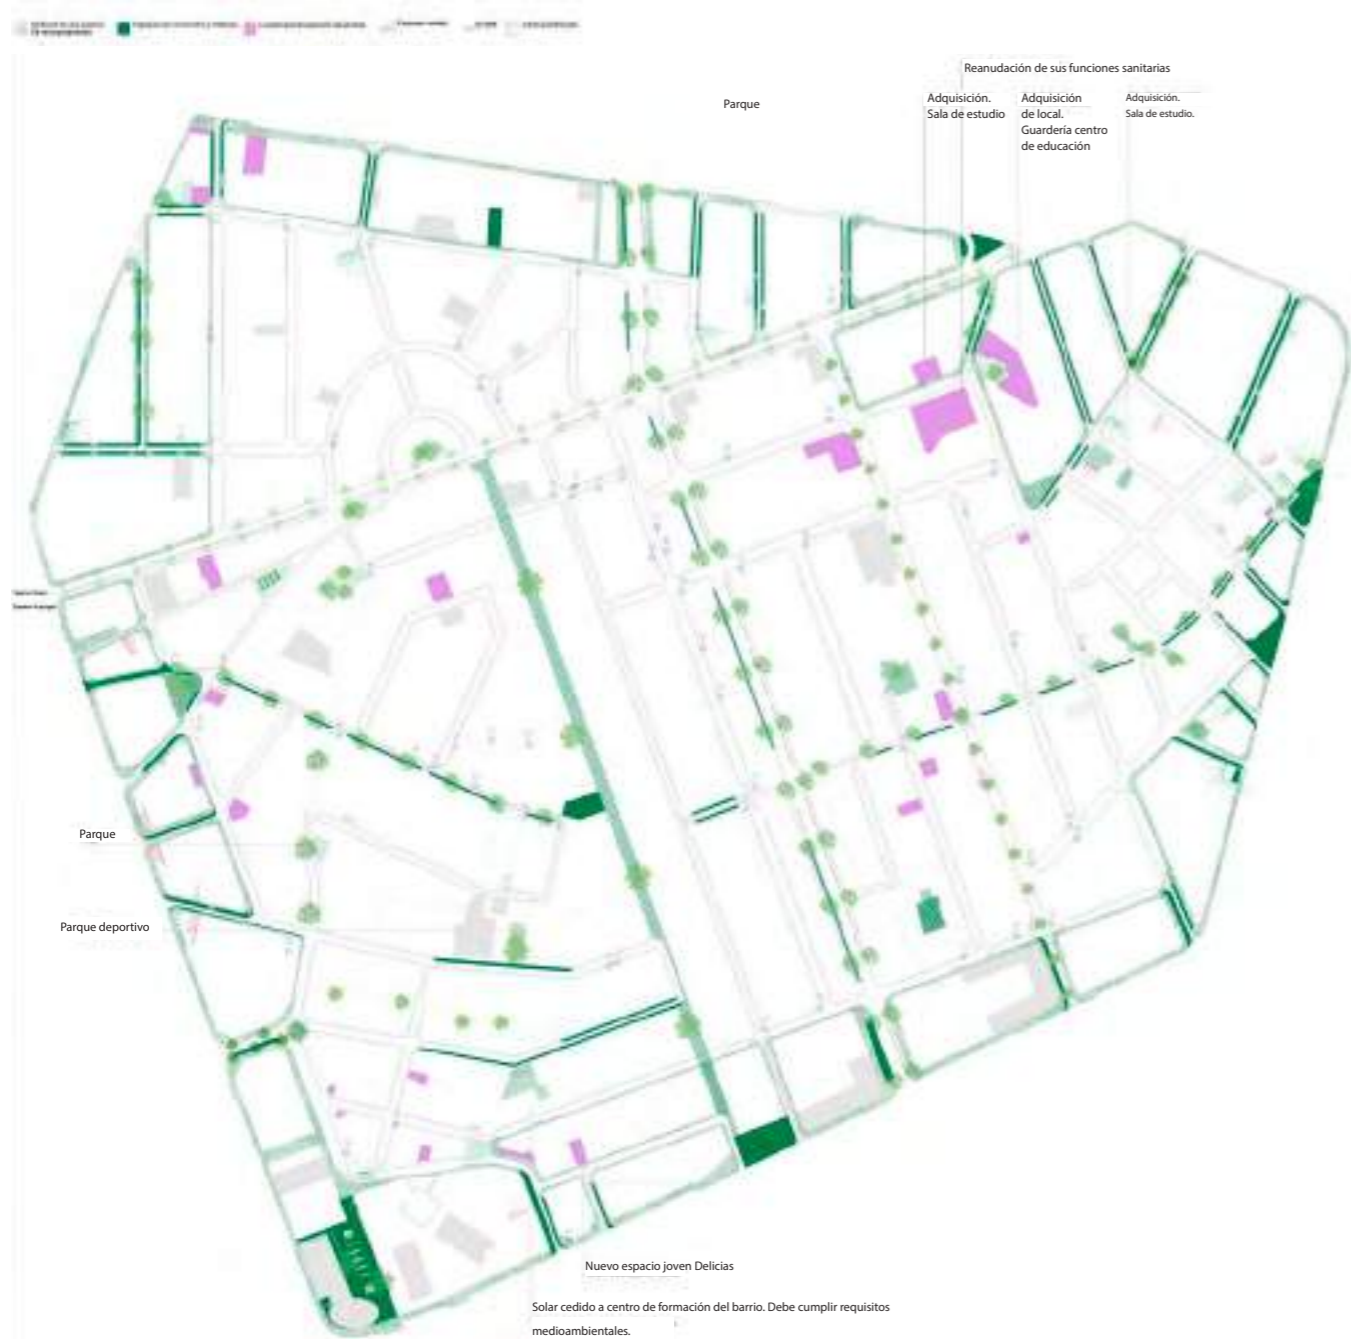 Reanudación de sus funciones sanitarias
Parque
Adquisición.
Sala de estudio
Adquisición
de local.
Guardería centro
de educación
Adquisición.
Sala de estudio.
Parque
Parque deportivo
Nuevo espacio joven Delicias
Solar cedido a centro de formación del barrio. Debe cumplir requisitos
medioambientales.